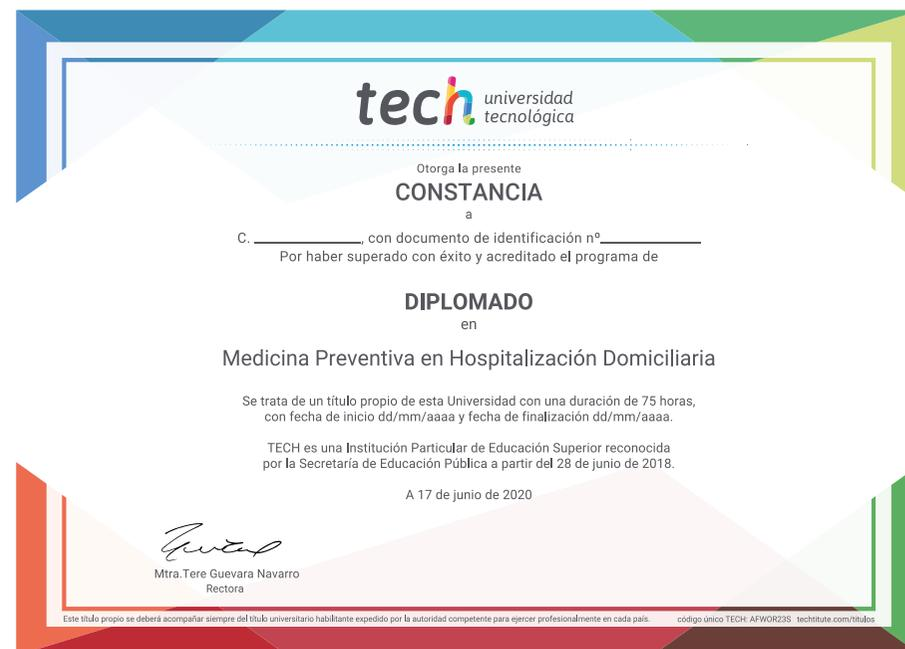 tech universidad
tecnológica
Otorga la presente
CONSTANCIA
a
C. ____________, con documento de identificación nº____________
Por haber superado con éxito y acreditado el programa de
DIPLOMADO
en
Medicina Preventiva en Hospitalización Domiciliaria
Se trata de un título propio de esta Universidad con una duración de 75 horas,
con fecha de inicio dd/mm/aaaa y fecha de finalización dd/mm/aaaa.
TECH es una Institución Particular de Educación Superior reconocida
por la Secretaría de Educación Pública a partir del 28 de junio de 2018.
A 17 de junio de 2020
Mtra.Tere Guevara Navarro
Rectora
Este título propio se deberá acompañar siempre del título universitario habilitante expedido por la autoridad competente para ejercer profesionalmente en cada país. código único TECH: AFWOR23S techtitute.com/titulos